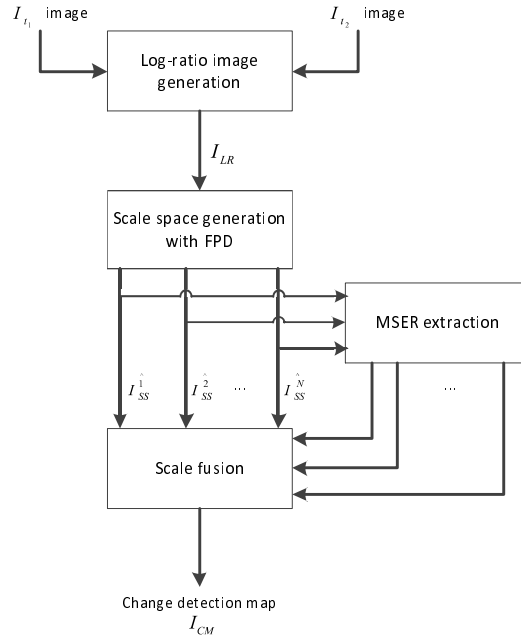 I_{t_1} image
I_{t_2} image
Log-ratio image
generation
I_{LR}
Scale space generation
with FPD
MSER extraction
I_{SS}^{\hat{1}} I_{SS}^{\hat{2}} ... I_{SS}^{\hat{N}}
...
Scale fusion
Change detection map
I_{CM}